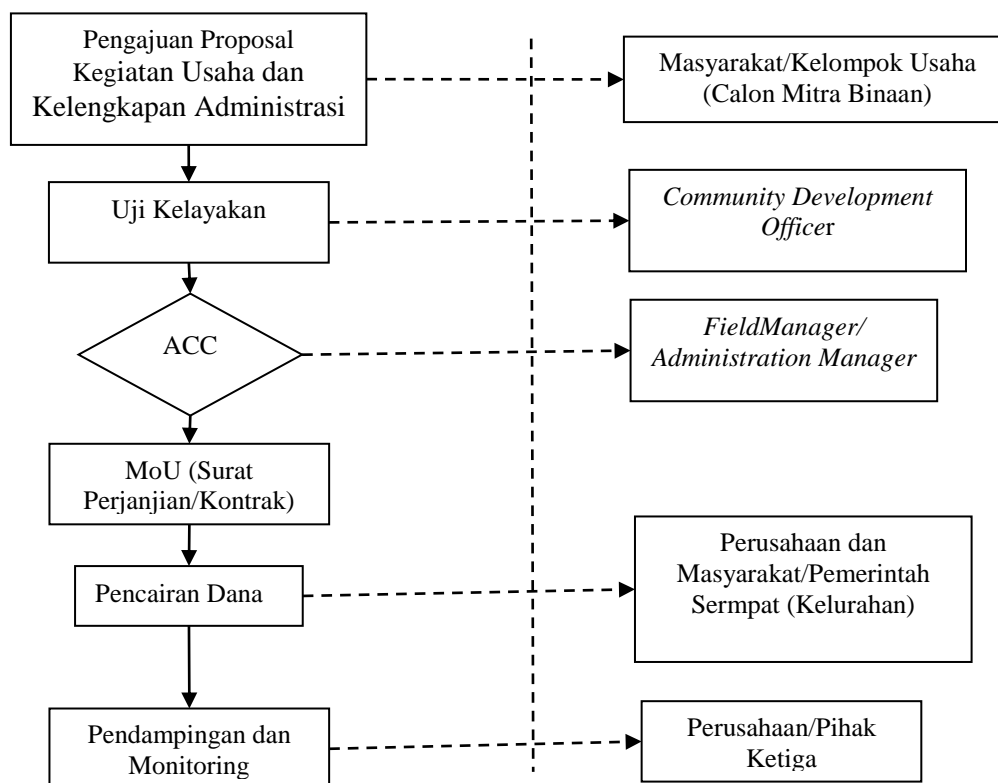 Pengajuan Proposal
Kegiatan Usaha dan
Kelengkapan Administrasi
Masyarakat/Kelompok Usaha
(Calon Mitra Binaan)
Uji Kelayakan
Community Development
Officer
ACC
FieldManager/
Administration Manager
MoU (Surat
Perjanjian/Kontrak)
Pencairan Dana
Perusahaan dan
Masyarakat/Pemerintah
Sermpat (Kelurahan)
Pendampingan dan
Monitoring
Perusahaan/Pihak
Ketiga